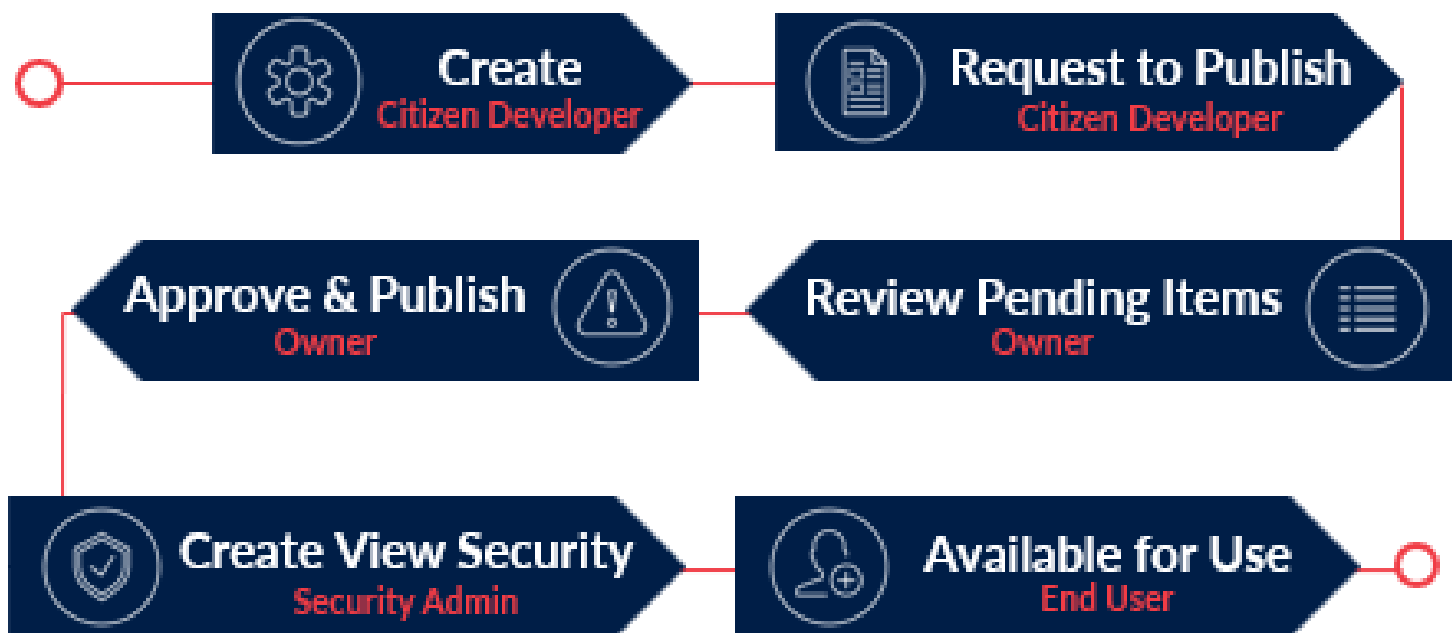 Create
Citizen Developer
Request to Publish
Citizen Developer
Review Pending Items
Owner
Approve & Publish
Owner
Create View Security
Security Admin
Available for Use
End User